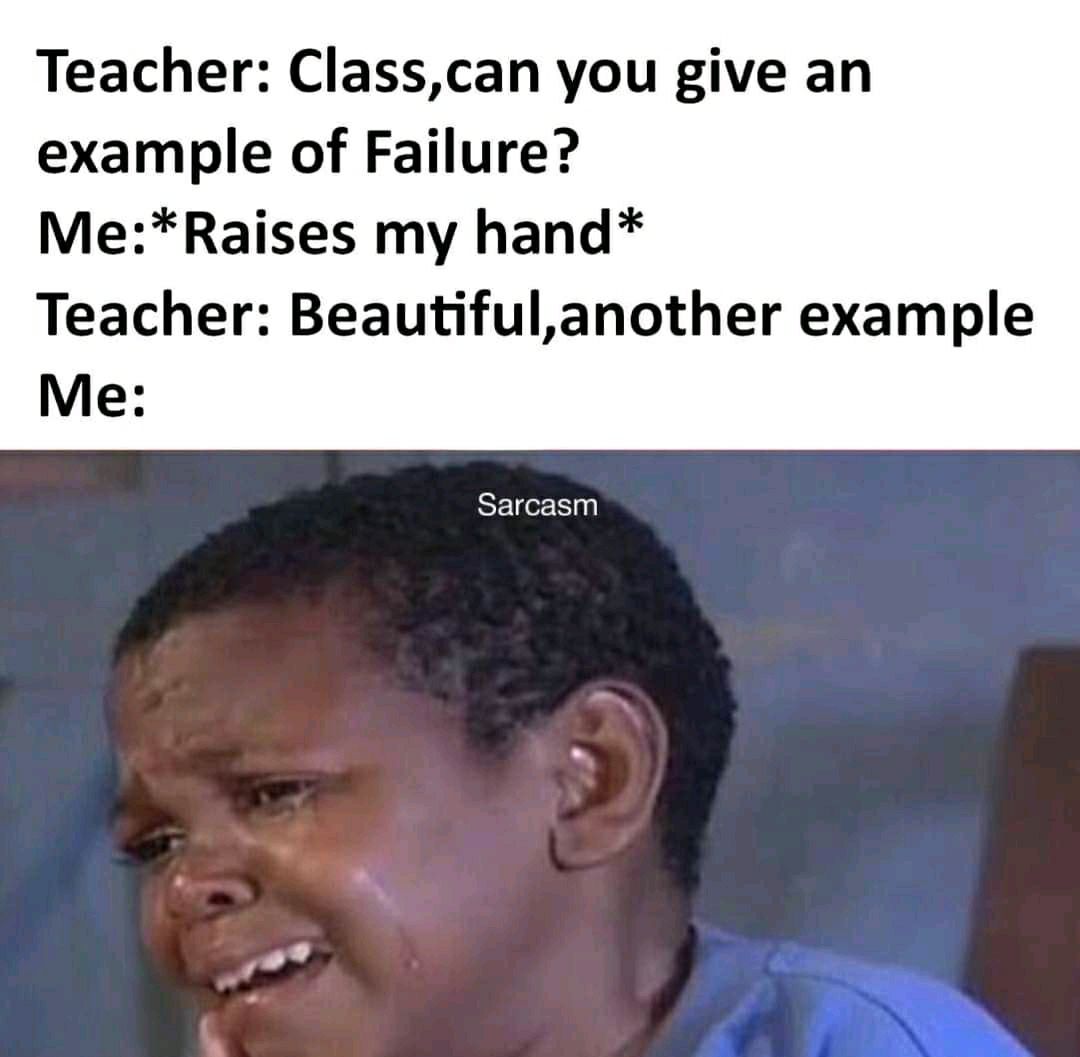 Teacher: Class,can you give an
example of Failure?
Me:*Raises my hand*
Teacher: Beautiful,another example
Me:
Sarcasm